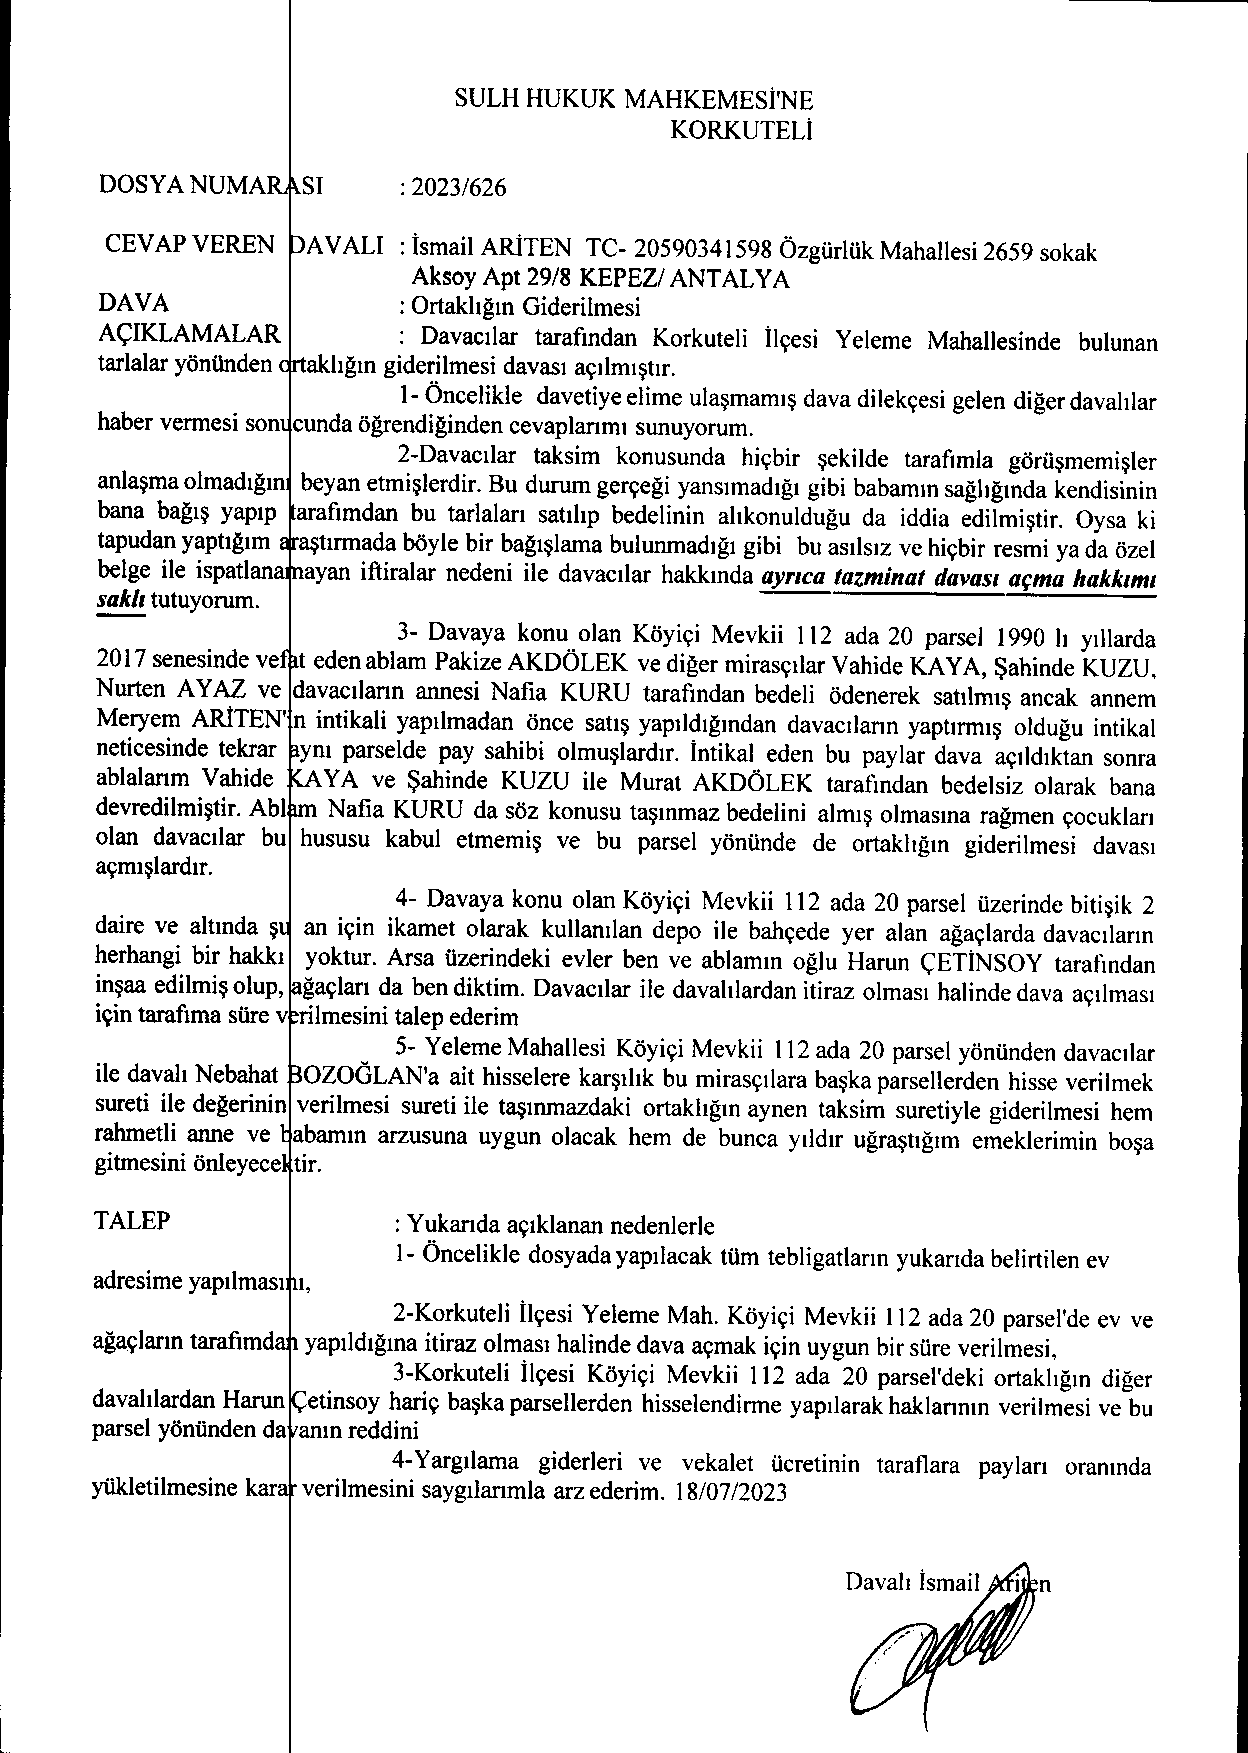 SULH HUKUK MAHKEMESİ'NE
KORKUTELİ
DOSYA NUMARASI : 2023/626
CEVAP VEREN DAVALI : İsmail ARİTEN TC- 20590341598 Özgürlük Mahallesi 2659 sokak
Aksoy Apt 29/8 KEPEZ/ ANTALYA
DAVA : Ortaklığın Giderilmesi
AÇIKLAMALAR : Davacılar tarafından Korkuteli İlçesi Yeleme Mahallesinde bulunan
tarlalar yönünden ortaklığın giderilmesi davası açılmıştır.
1- Öncelikle davetiye elime ulaşmamış dava dilekçesi gelen diğer davalılar
haber vermesi sonucunda öğrendiğinden cevaplarımı sunuyorum.
2-Davacılar taksim konusunda hiçbir şekilde tarafımla görüşmemişler
anlaşma olmadığını beyan etmişlerdir. Bu durum gerçeği yansımadığı gibi babamın sağlığında kendisinin
bana bağış yapıp tarafımdan bu tarlaları satılıp bedelinin alıkonulduğu da iddia edilmiştir. Oysa ki
tapudan yaptığım araştırmada böyle bir bağışlama bulunmadığı gibi bu asılsız ve hiçbir resmi ya da özel
belge ile ispatlanamayan iftiralar nedeni ile davacılar hakkında ayrıca tazminat davası açma hakkımı
saklı tutuyorum.
3- Davaya konu olan Köyiçi Mevkii 112 ada 20 parsel 1990 lı yıllarda
2017 senesinde vefat eden ablam Pakize AKDÖLEK ve diğer mirasçılar Vahide KAYA, Şahinde KUZU,
Nurten AYAZ ve davacıların annesi Nafia KURU tarafından bedeli ödenerek satılmış ancak annem
Meryem ARİTEN'in intikali yapılmadan önce satış yapıldığından davacıların yaptırmış olduğu intikal
neticesinde tekrar aynı parselde pay sahibi olmuşlardır. İntikal eden bu paylar dava açıldıktan sonra
ablalarım Vahide KAYA ve Şahinde KUZU ile Murat AKDÖLEK tarafından bedelsiz olarak bana
devredilmiştir. Ablam Nafia KURU da söz konusu taşınmaz bedelini almış olmasına rağmen çocukları
olan davacılar bu hususu kabul etmemiş ve bu parsel yönünde de ortaklığın giderilmesi davası
açmışlardır.
4- Davaya konu olan Köyiçi Mevkii 112 ada 20 parsel üzerinde bitişik 2
daire ve altında şu an için ikamet olarak kullanılan depo ile bahçede yer alan ağaçlarda davacıların
herhangi bir hakkı yoktur. Arsa üzerindeki evler ben ve ablamın oğlu Harun ÇETİNSOY tarafından
inşaa edilmiş olup, ağaçları da ben diktim. Davacılar ile davalılardan itiraz olması halinde dava açılması
için tarafıma süre verilmesini talep ederim
5- Yeleme Mahallesi Köyiçi Mevkii 112 ada 20 parsel yönünden davacılar
ile davalı Nebahat BOZOĞLAN'a ait hisselere karşılık bu mirasçılara başka parsellerden hisse verilmek
sureti ile değerinin verilmesi sureti ile taşınmazdaki ortaklığın aynen taksim suretiyle giderilmesi hem
rahmetli anne ve babamın arzusuna uygun olacak hem de bunca yıldır uğraştığım emeklerimin boşa
gitmesini önleyecektir.
TALEP : Yukarıda açıklanan nedenlerle
1- Öncelikle dosyada yapılacak tüm tebligatların yukarıda belirtilen ev
adresime yapılmasını,
2-Korkuteli İlçesi Yeleme Mah. Köyiçi Mevkii 112 ada 20 parsel'de ev ve
ağaçların tarafımdan yapıldığına itiraz olması halinde dava açmak için uygun bir süre verilmesi,
3-Korkuteli İlçesi Köyiçi Mevkii 112 ada 20 parsel'deki ortaklığın diğer
davalılardan Harun Çetinsoy hariç başka parsellerden hisselendirme yapılarak haklarının verilmesi ve bu
parsel yönünden davanın reddini
4-Yargılama giderleri ve vekalet ücretinin taraflara payları oranında
yükletilmesine karar verilmesini saygılarımla arz ederim. 18/07/2023
Davalı İsmail Ariten